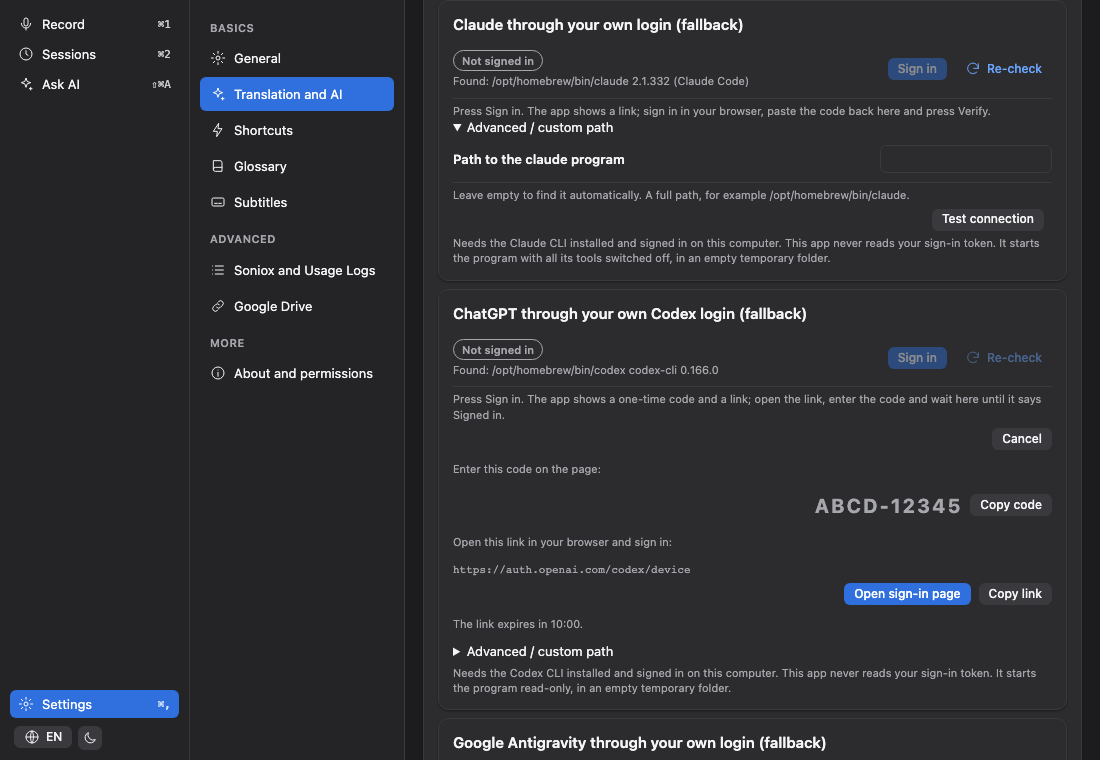 Record ⌘1
Sessions ⌘2
Ask AI ⇧⌘A
Settings ⌘,
EN
BASICS
General
Translation and AI
Shortcuts
Glossary
Subtitles
ADVANCED
Soniox and Usage Logs
Google Drive
MORE
About and permissions
Claude through your own login (fallback)
Not signed in
Found: /opt/homebrew/bin/claude 2.1.332 (Claude Code)
Sign in Re-check
Press Sign in. The app shows a link; sign in in your browser, paste the code back here and press Verify.
Advanced / custom path
Path to the claude program
Leave empty to find it automatically. A full path, for example /opt/homebrew/bin/claude.
Test connection
Needs the Claude CLI installed and signed in on this computer. This app never reads your sign-in token. It starts
the program with all its tools switched off, in an empty temporary folder.
ChatGPT through your own Codex login (fallback)
Not signed in
Found: /opt/homebrew/bin/codex codex-cli 0.166.0
Sign in Re-check
Press Sign in. The app shows a one-time code and a link; open the link, enter the code and wait here until it says
Signed in.
Cancel
Enter this code on the page:
ABCD-12345 Copy code
Open this link in your browser and sign in:
https://auth.openai.com/codex/device
Open sign-in page Copy link
The link expires in 10:00.
Advanced / custom path
Needs the Codex CLI installed and signed in on this computer. This app never reads your sign-in token. It starts
the program read-only, in an empty temporary folder.
Google Antigravity through your own login (fallback)